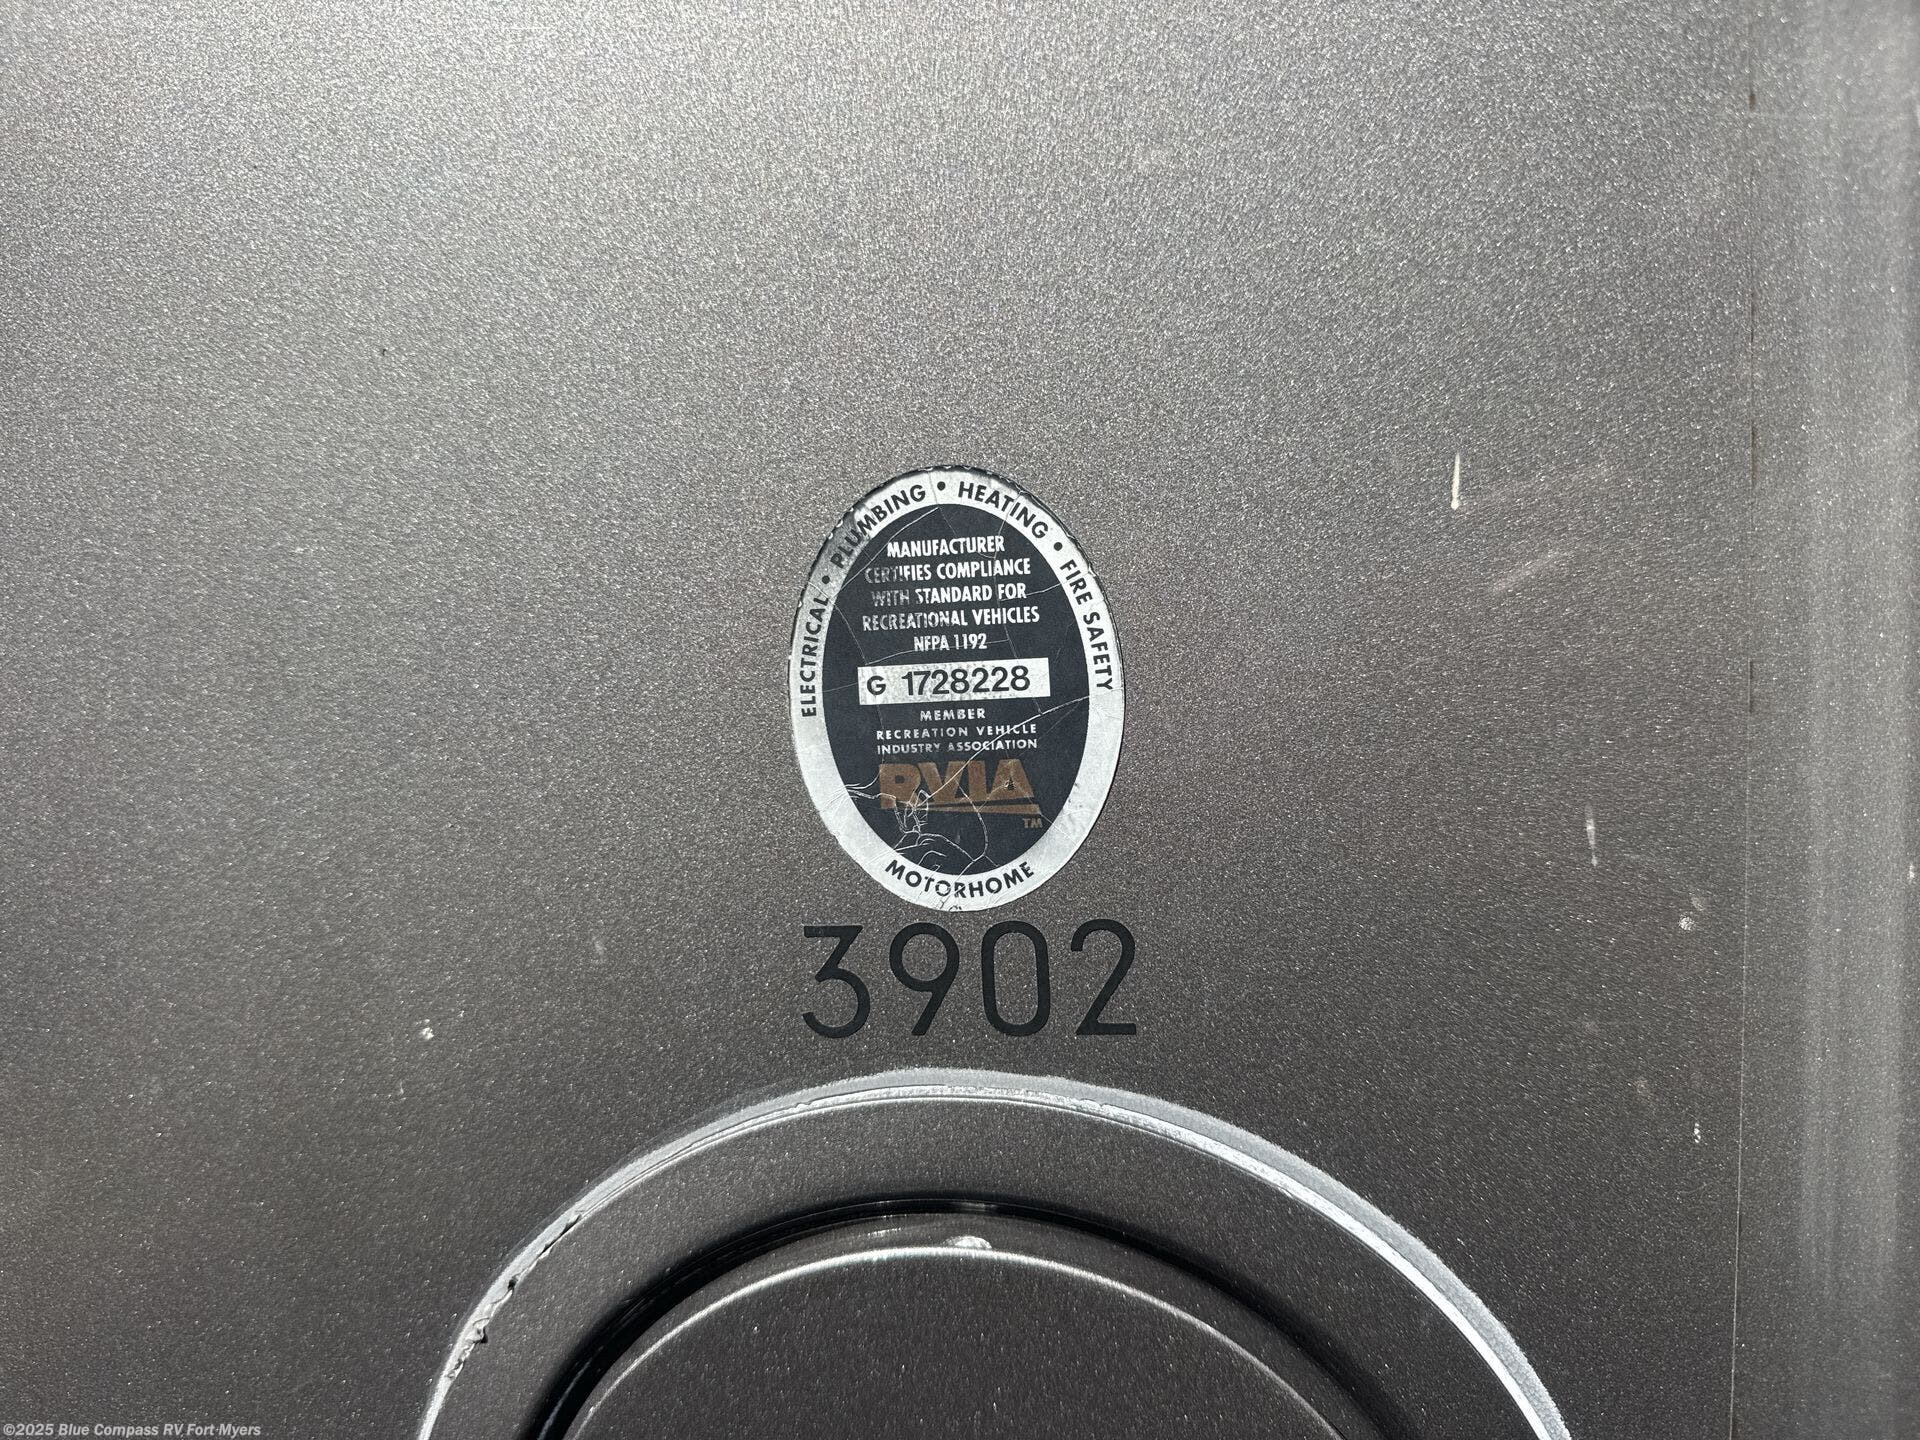 ELECTRICAL • PLUMBING • HEATING • FIRE SAFETY
MANUFACTURER
CERTIFIES COMPLIANCE
WITH STANDARD FOR
RECREATIONAL VEHICLES
NFPA 1192
G 1728228
MEMBER
RECREATION VEHICLE
INDUSTRY ASSOCIATION
RVIA
TM
MOTORHOME
3902
©2025 Blue Compass RV Fort Myers